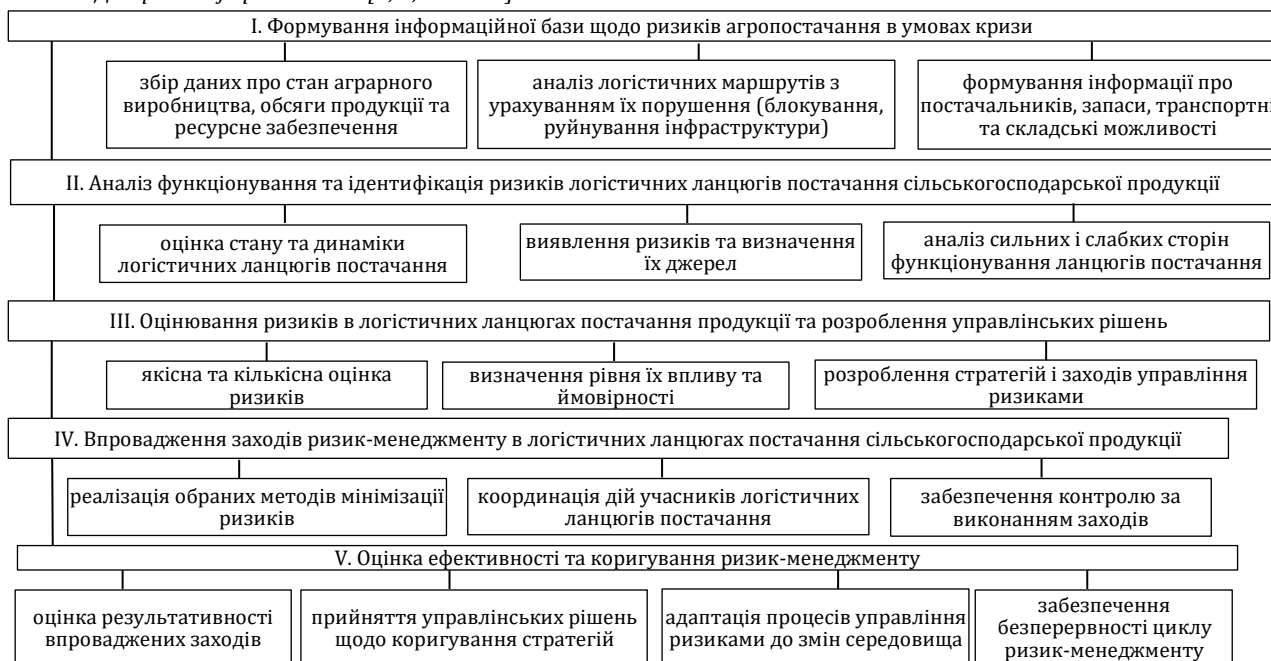 І. Формування інформаційної бази щодо ризиків агропостачання в умовах кризи
збір даних про стан аграрного
виробництва, обсяги продукції та
ресурсне забезпечення
аналіз логістичних маршрутів з
урахуванням їх порушення (блокування,
руйнування інфраструктури)
формування інформації про
постачальників, запаси, транспортні
та складські можливості
ІІ. Аналіз функціонування та ідентифікація ризиків логістичних ланцюгів постачання сільськогосподарської продукції
оцінка стану та динаміки
логістичних ланцюгів постачання
виявлення ризиків та визначення
їх джерел
аналіз сильних і слабких сторін
функціонування ланцюгів постачання
ІІІ. Оцінювання ризиків в логістичних ланцюгах постачання продукції та розроблення управлінських рішень
якісна та кількісна оцінка
ризиків
визначення рівня їх впливу та
ймовірності
розроблення стратегій і заходів управління
ризиками
IV. Впровадження заходів ризик-менеджменту в логістичних ланцюгах постачання сільськогосподарської продукції
реалізація обраних методів мінімізації
ризиків
координація дій учасників логістичних
ланцюгів постачання
забезпечення контролю за
виконанням заходів
V. Оцінка ефективності та коригування ризик-менеджменту
оцінка результативності
впроваджених заходів
прийняття управлінських рішень
щодо коригування стратегій
адаптація процесів управління
ризиками до змін середовища
забезпечення
безперервності циклу
ризик-менеджменту